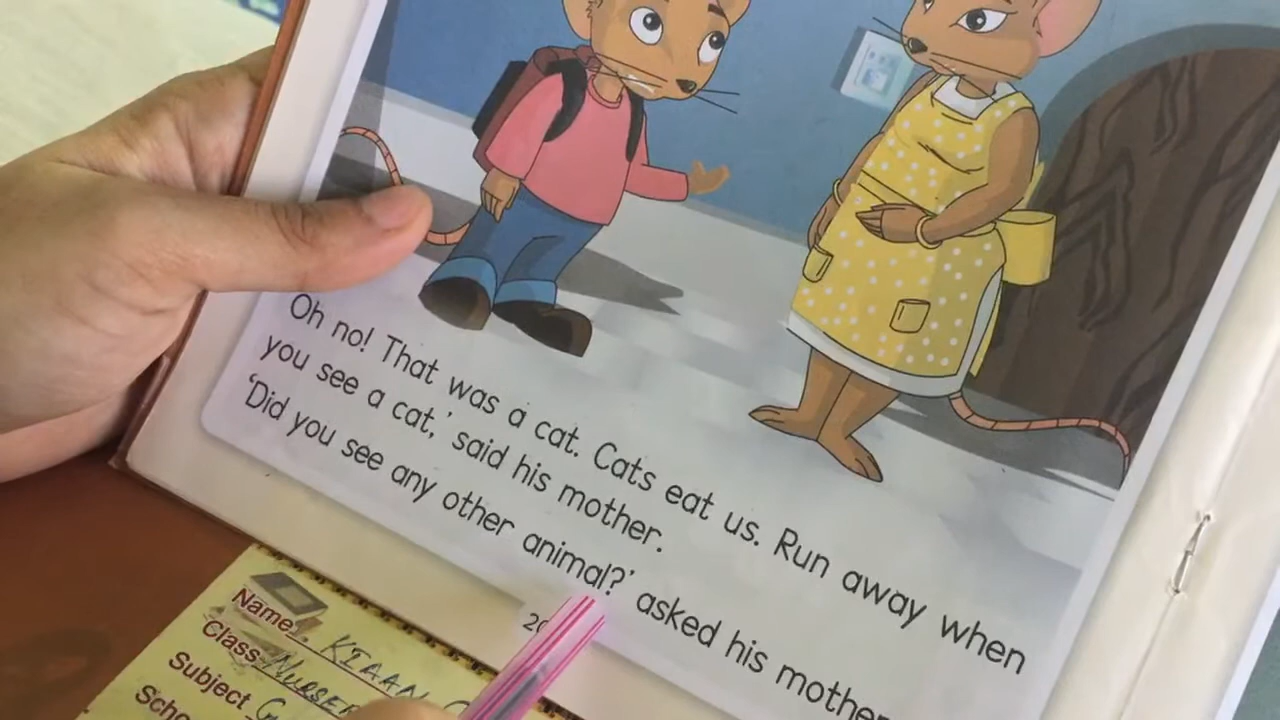 Oh no! That was a cat. Cats eat us. Run away when
you see a cat,' said his mother.
'Did you see any other animal?' asked his mother
Name KIAAN
Class
Subject